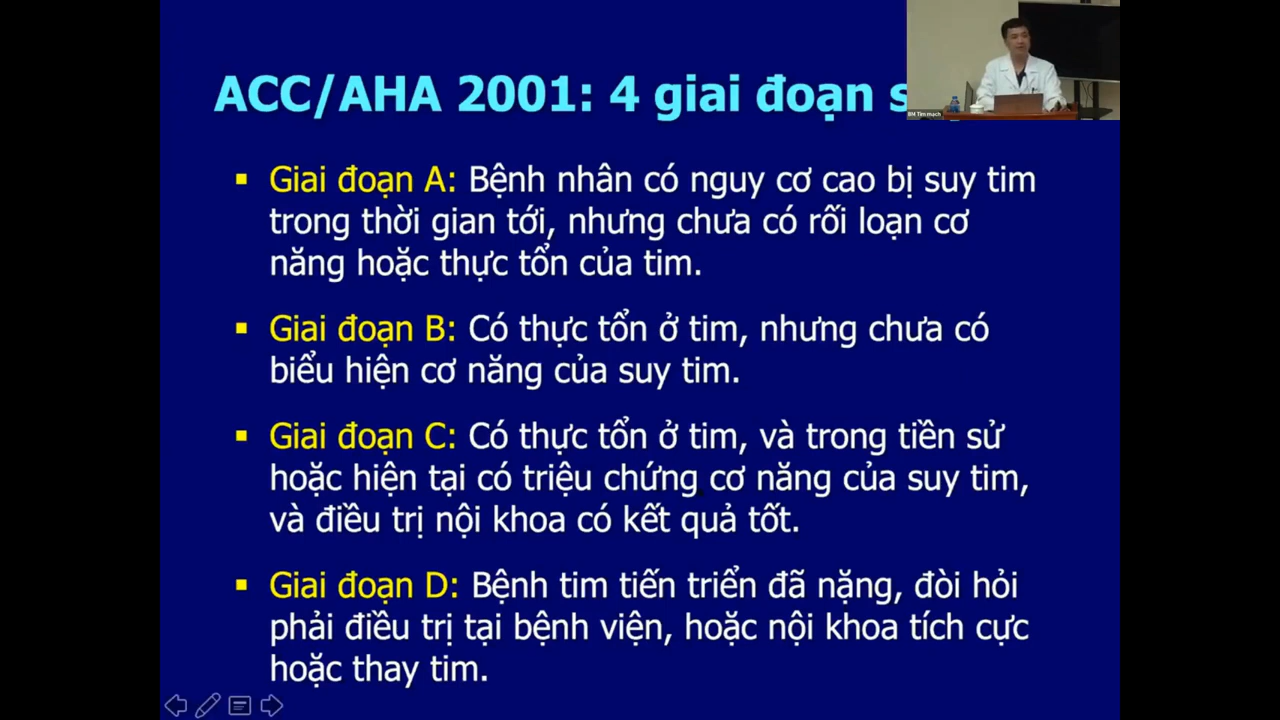 ACC/AHA 2001: 4 giai đoạn
BM Tim mạch
Giai đoạn A: Bệnh nhân có nguy cơ cao bị suy tim
trong thời gian tới, nhưng chưa có rối loạn cơ
năng hoặc thực tổn của tim.
Giai đoạn B: Có thực tổn ở tim, nhưng chưa có
biểu hiện cơ năng của suy tim.
Giai đoạn C: Có thực tổn ở tim, và trong tiền sử
hoặc hiện tại có triệu chứng cơ năng của suy tim,
và điều trị nội khoa có kết quả tốt.
Giai đoạn D: Bệnh tim tiến triển đã nặng, đòi hỏi
phải điều trị tại bệnh viện, hoặc nội khoa tích cực
hoặc thay tim.